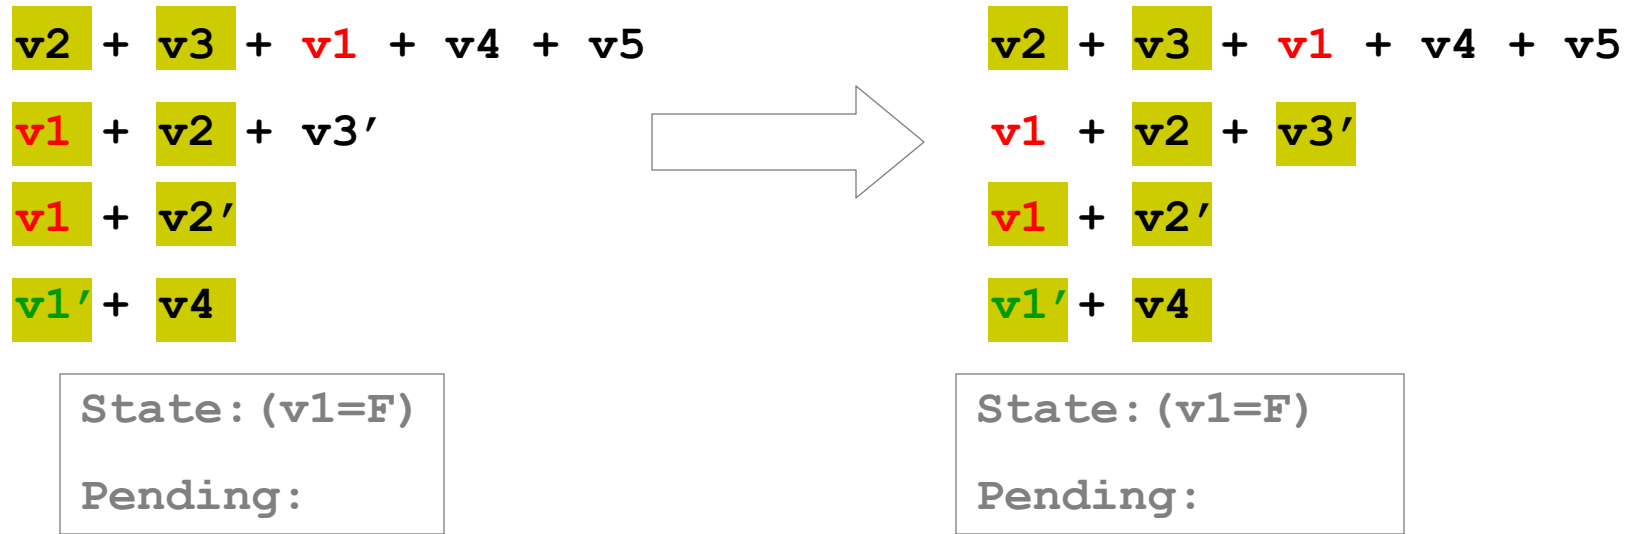 v2 + v3 + v1 + v4 + v5
v1 + v2 + v3′
v1 + v2′
v1′ + v4
State:(v1=F)
Pending:
v2 + v3 + v1 + v4 + v5
v1 + v2 + v3′
v1 + v2′
v1′ + v4
State:(v1=F)
Pending: